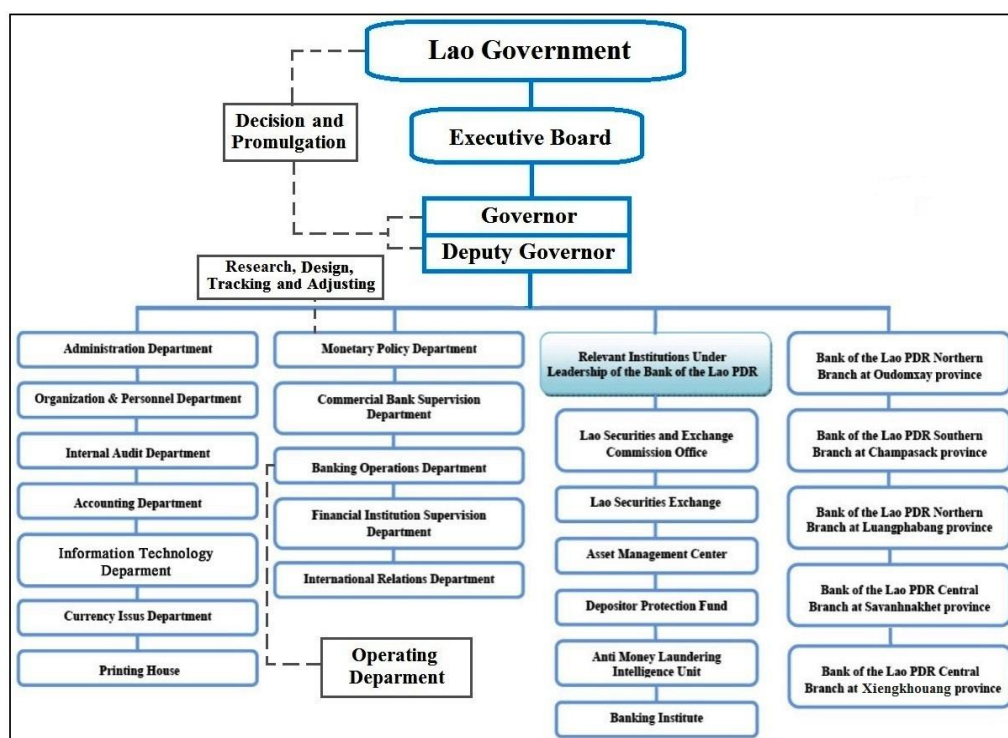 Lao Government
Decision and
Promulgation
Executive Board
Governor
Deputy Governor
Research, Design,
Tracking and Adjusting
Administration Department
Organization & Personnel Department
Internal Audit Department
Accounting Department
Information Technology
Deparment
Currency Issus Department
Printing House
Monetary Policy Department
Commercial Bank Supervision
Department
Banking Operations Department
Financial Institution Supervision
Department
International Relations Department
Operating
Deparment
Relevant Institutions Under
Leadership of the Bank of the Lao PDR
Lao Securities and Exchange
Commission Office
Lao Securities Exchange
Asset Management Center
Depositor Protection Fund
Anti Money Laundering
Intelligence Unit
Banking Institute
Bank of the Lao PDR Northern
Branch at Oudomxay province
Bank of the Lao PDR Southern
Branch at Champasack province
Bank of the Lao PDR Northern
Branch at Luangphabang province
Bank of the Lao PDR Central
Branch at Savanhnakhet province
Bank of the Lao PDR Central
Branch at Xiengkhouang province